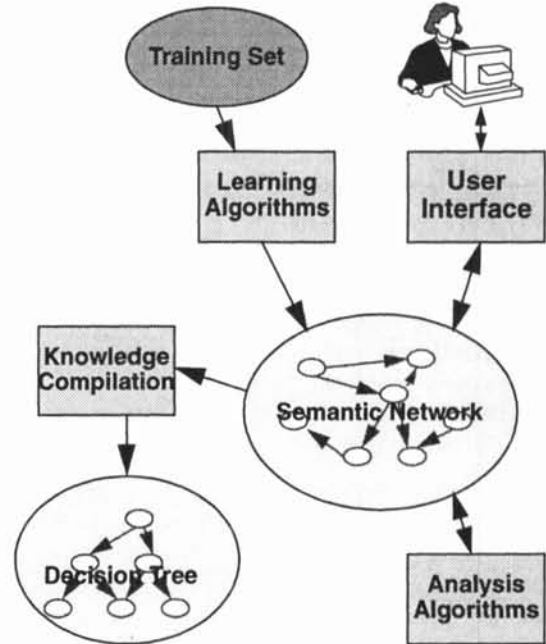 Training Set
Learning
Algorithms
User
Interface
Knowledge
Compilation
Semantic Network
Decision Tree
Analysis
Algorithms